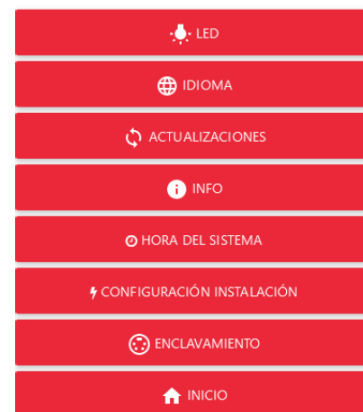 LED
IDIOMA
ACTUALIZACIONES
INFO
HORA DEL SISTEMA
CONFIGURACIÓN INSTALACIÓN
ENCLAVAMIENTO
INICIO